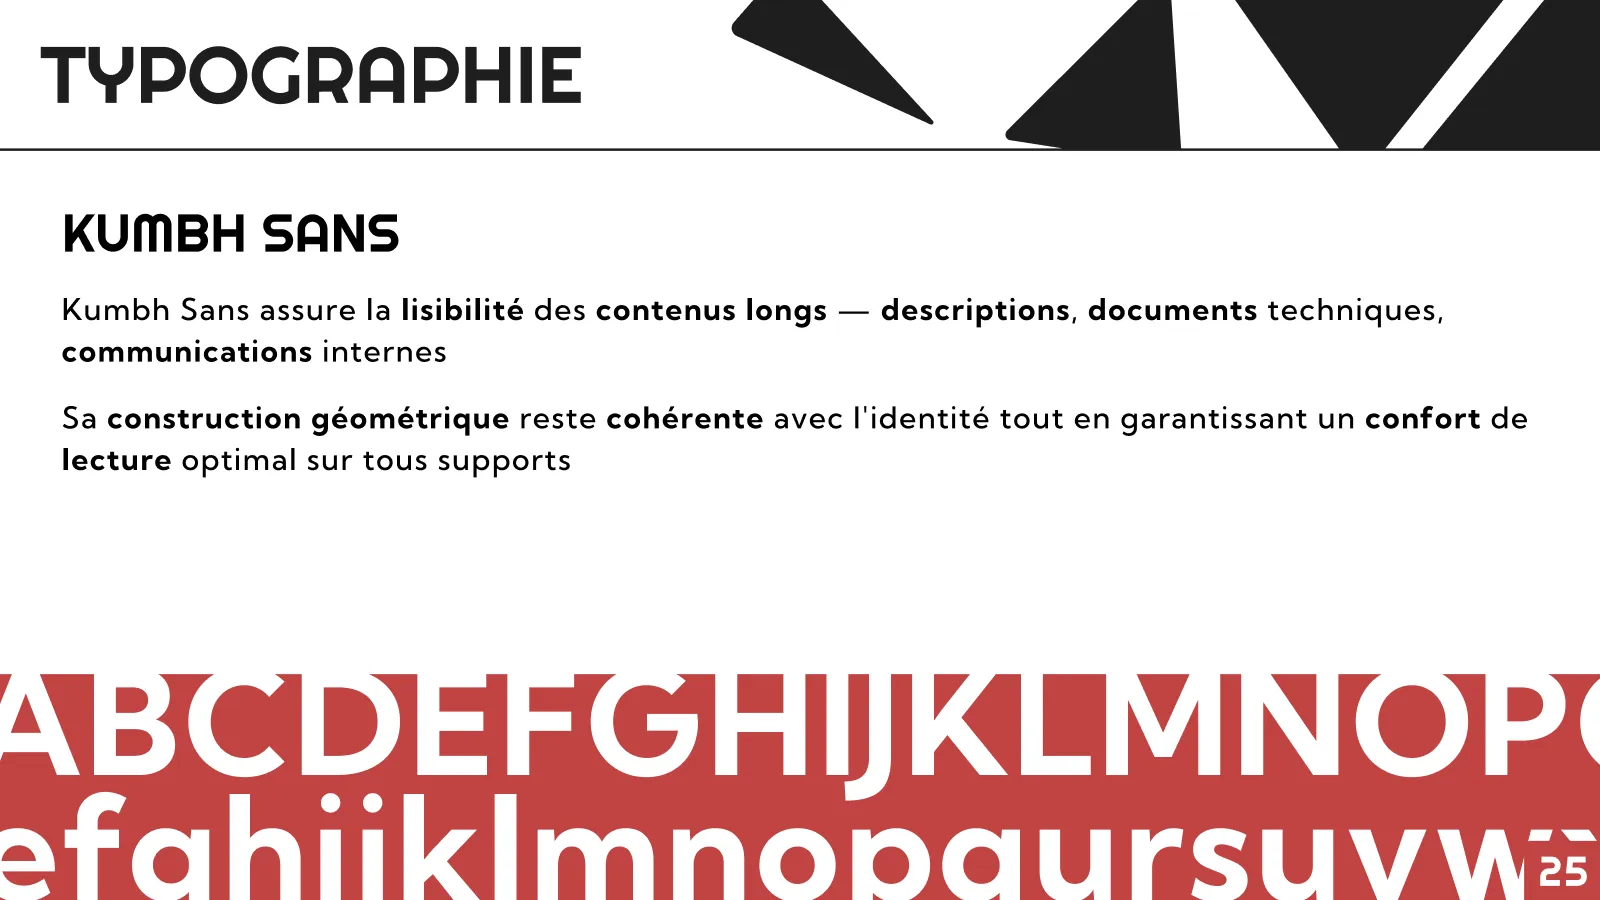 TYPOGRAPHIE
KUMBH SANS
Kumbh Sans assure la lisibilité des contenus longs — descriptions, documents techniques,
communications internes
Sa construction géométrique reste cohérente avec l'identité tout en garantissant un confort de
lecture optimal sur tous supports
ABCDEFGHIJKLMNOP
efghijklmnopqrsuvw
25